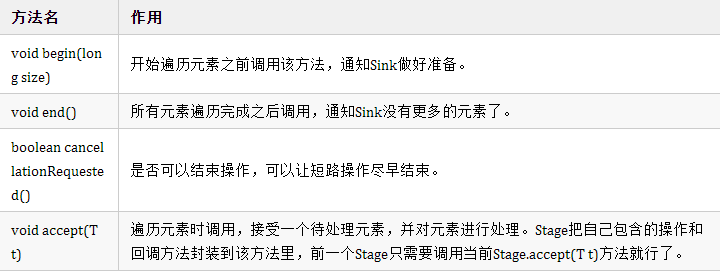 方法名 作用
void begin(lon
g size)
开始遍历元素之前调用该方法，通知Sink做好准备。
void end()
所有元素遍历完成之后调用，通知Sink没有更多的元素了。
boolean cancel
lationRequeste
d()
是否可以结束操作，可以让短路操作尽早结束。
void accept(T
t)
遍历元素时调用，接受一个待处理元素，并对元素进行处理。Stage把自己包含的操作和
回调方法封装到该方法里，前一个Stage只需要调用当前Stage.accept(T t)方法就行了。